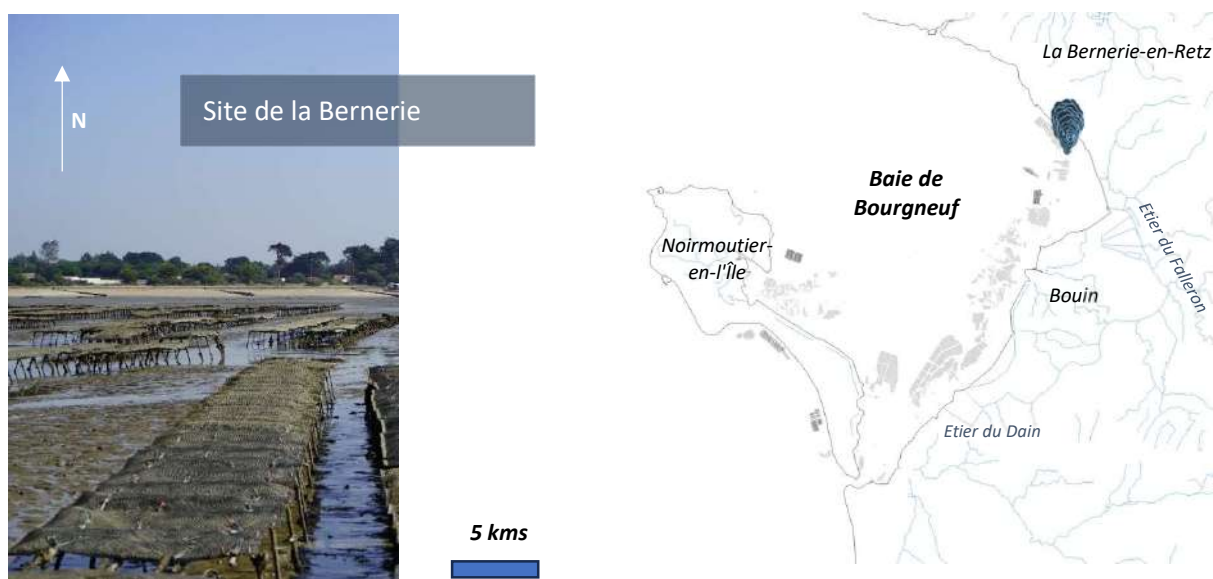 N
Site de la Bernerie
5 kms
La Bernerie-en-Retz
Baie de
Bourgneuf
Noirmoutier-
en-l'Île
Etier du Falleron
Bouin
Etier du Dain